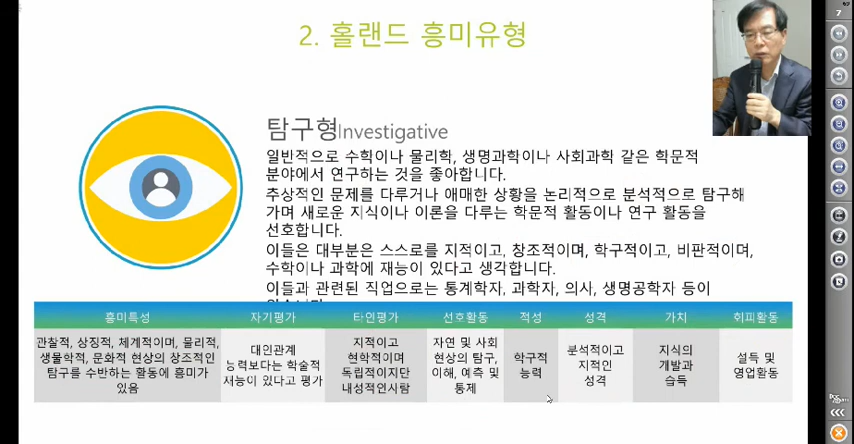 2. 홀랜드 흥미유형
탐구형Investigative
일반적으로 수학이나 물리학, 생명과학이나 사회과학 같은 학문적
분야에서 연구하는 것을 좋아합니다.
추상적인 문제를 다루거나 애매한 상황을 논리적으로 분석적으로 탐구해
가며 새로운 지식이나 이론을 다루는 학문적 활동이나 연구 활동을
선호합니다.
이들은 대부분은 스스로를 지적이고, 창조적이며, 학구적이고, 비판적이며,
수학이나 과학에 재능이 있다고 생각합니다.
이들과 관련된 직업으로는 통계학자, 과학자, 의사, 생명공학자 등이
흥미특성 자기평가 타인평가 선호활동 적성 성격 가치 회피활동
관찰적, 상징적, 체계적이며, 물리적,
생물학적, 문화적 현상의 창조적인
탐구를 수반하는 활동에 흥미가
있음
대인관계
능력보다는 학술적
재능이 있다고 평가
지적이고
현학적이며
독립적이지만
내성적인사람
자연 및 사회
현상의 탐구,
이해, 예측 및
통제
학구적
능력
분석적이고
지적인
성격
지식의
개발과
습득
설득 및
영업활동
7